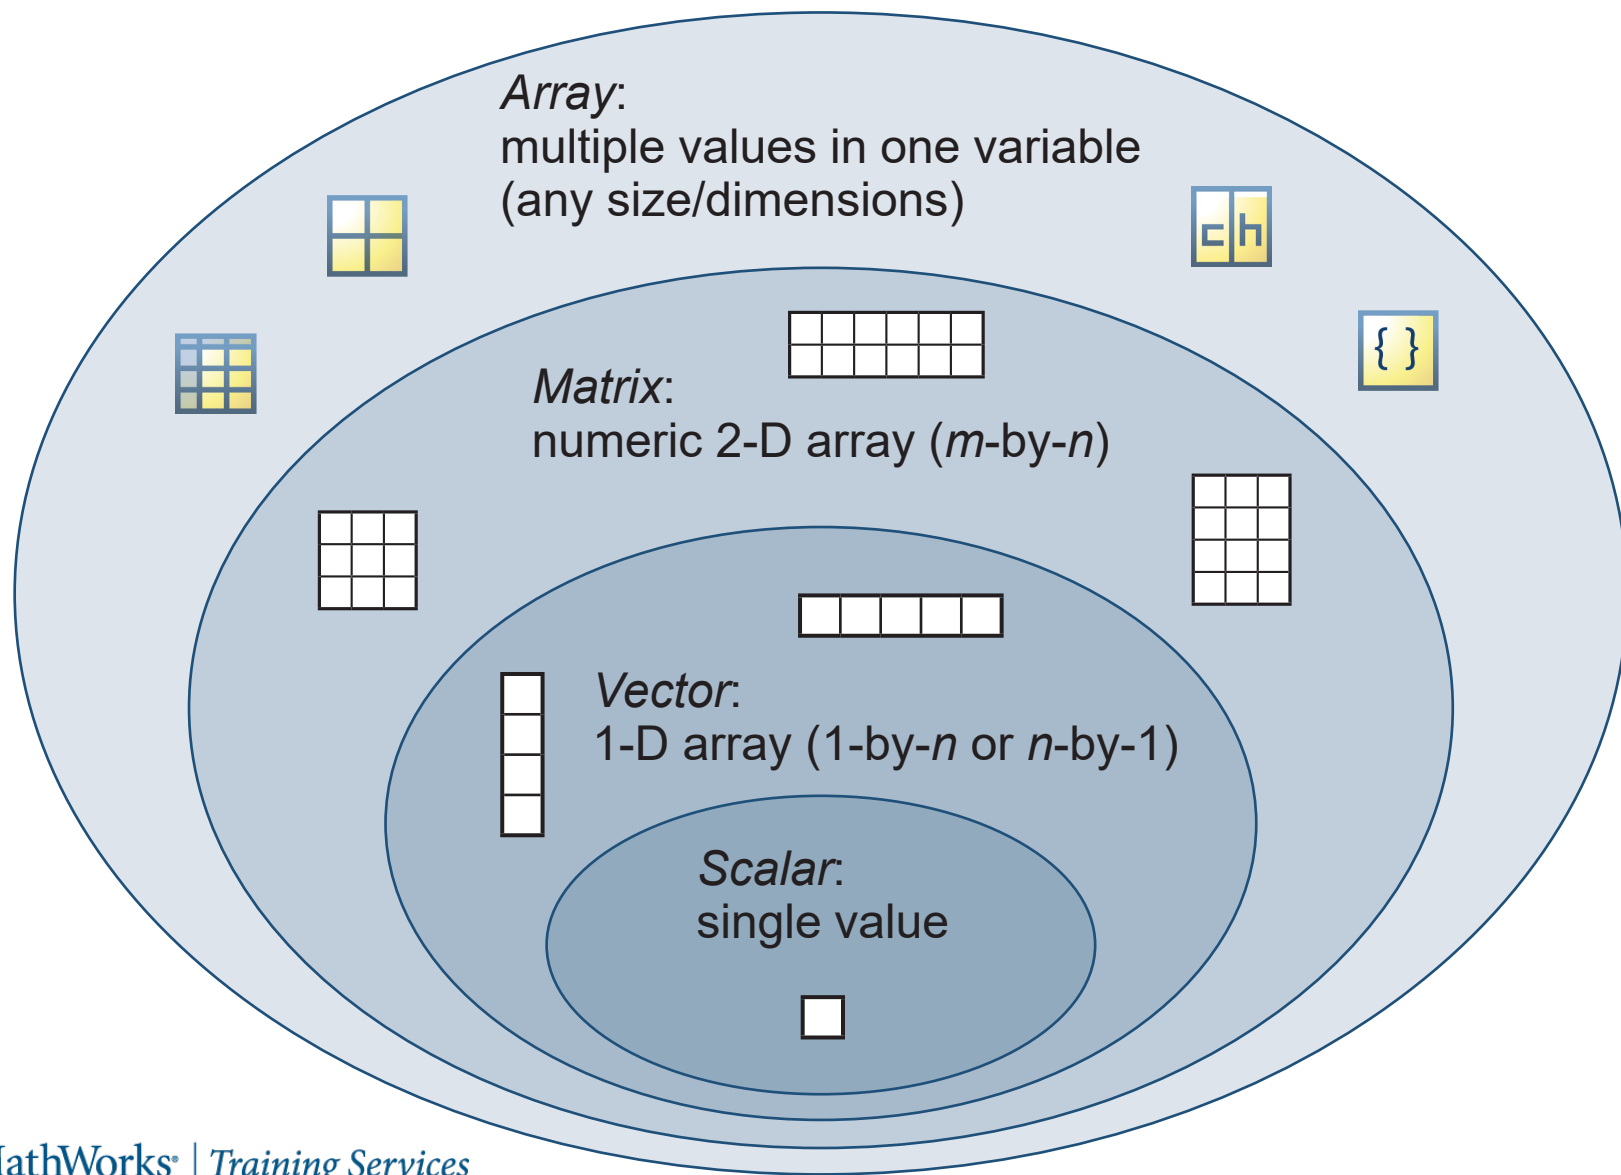 Array:
multiple values in one variable
(any size/dimensions)
ch
{ }
Matrix:
numeric 2-D array (m-by-n)
Vector:
1-D array (1-by-n or n-by-1)
Scalar:
single value
MathWorks® | Training Services